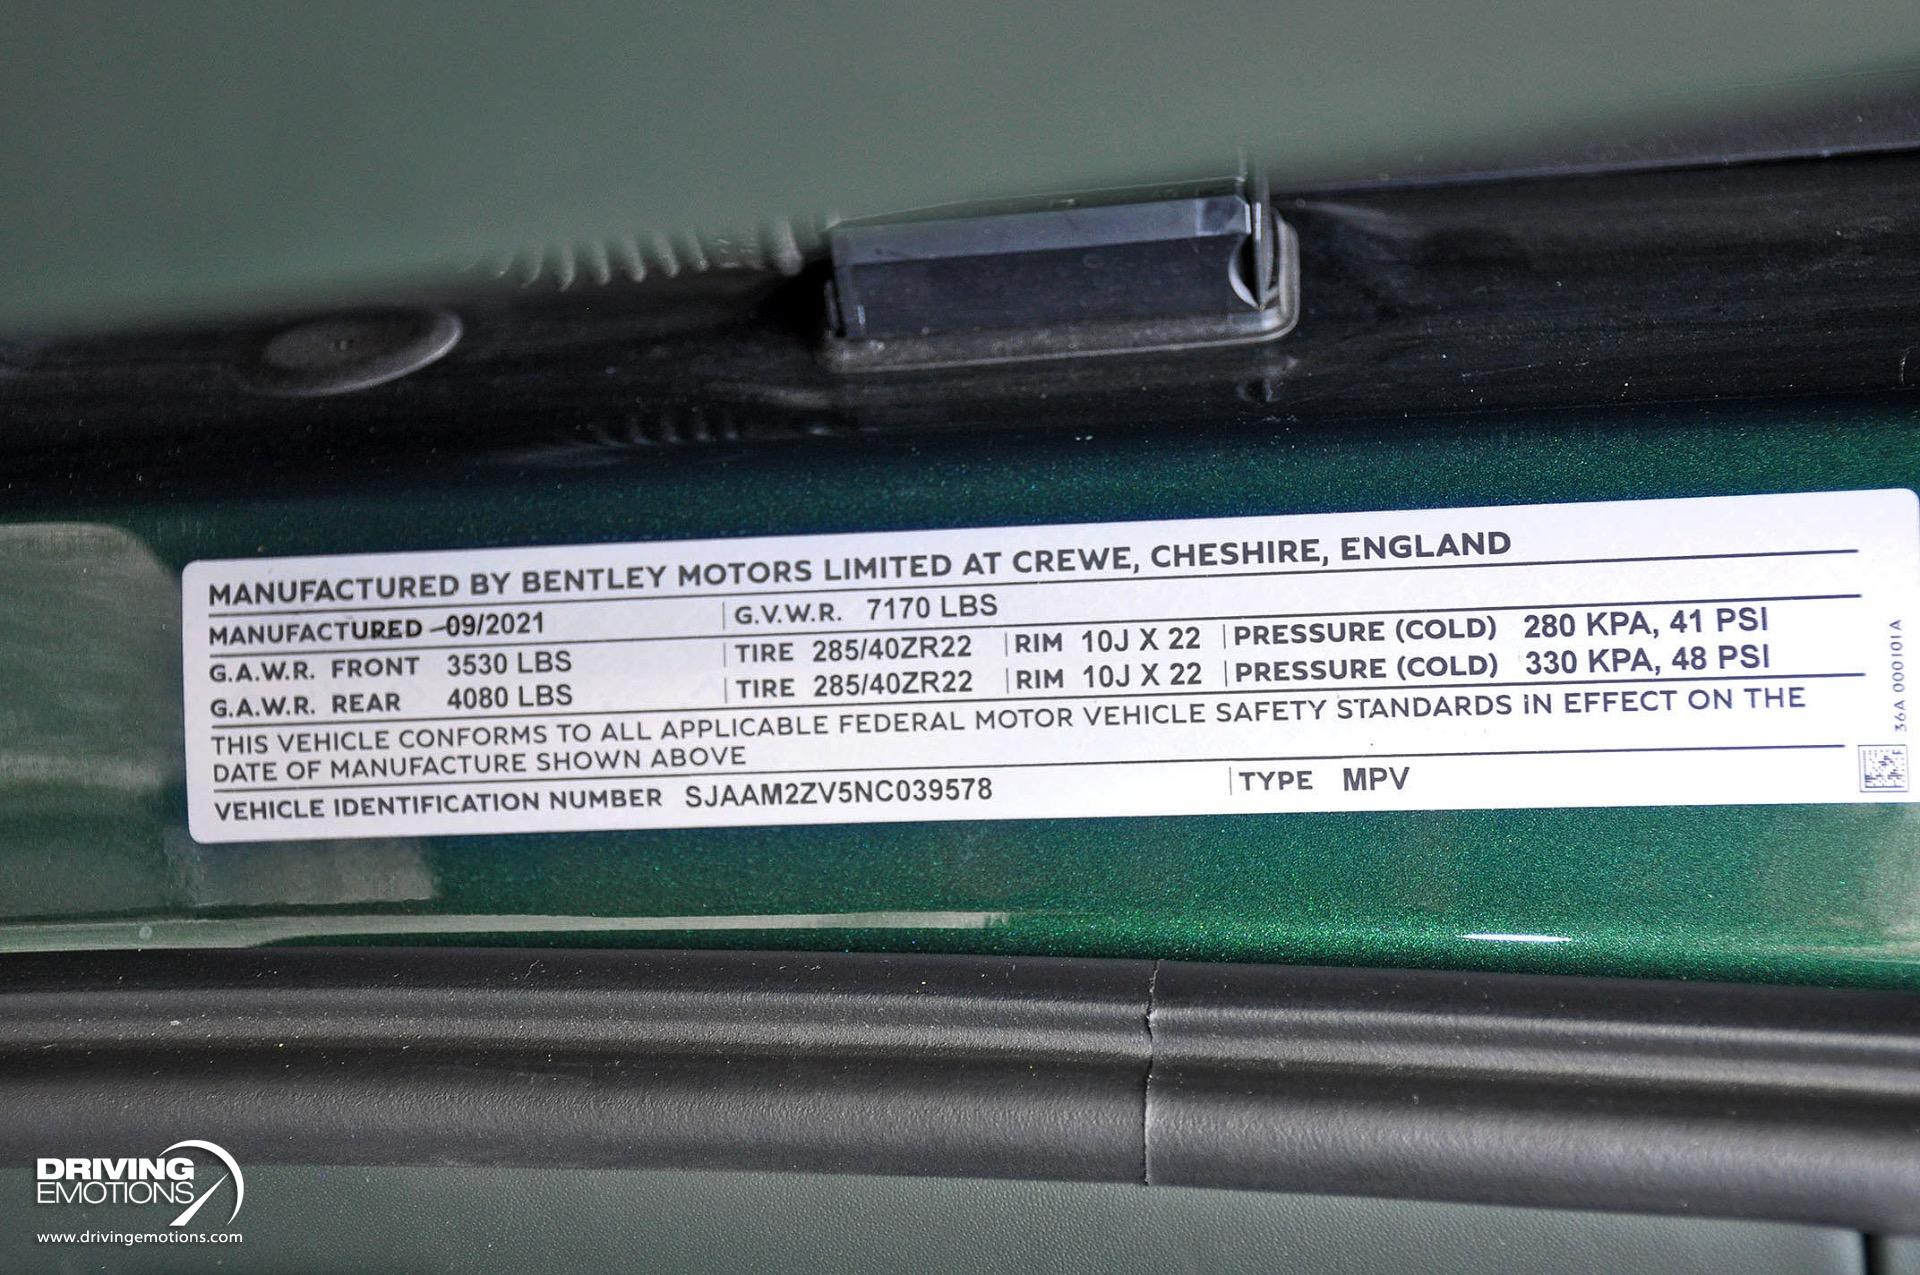 MANUFACTURED BY BENTLEY MOTORS LIMITED AT CREWE, CHESHIRE, ENGLAND
MANUFACTURED -09/2021 G.V.W.R. 7170 LBS
G.A.W.R. FRONT 3530 LBS TIRE 285/40ZR22 RIM 10J X 22 PRESSURE (COLD) 280 KPA, 41 PSI
G.A.W.R. REAR 4080 LBS TIRE 285/40ZR22 RIM 10J X 22 PRESSURE (COLD) 330 KPA, 48 PSI
THIS VEHICLE CONFORMS TO ALL APPLICABLE FEDERAL MOTOR VEHICLE SAFETY STANDARDS IN EFFECT ON THE
DATE OF MANUFACTURE SHOWN ABOVE
VEHICLE IDENTIFICATION NUMBER SJAAM2ZV5NC039578 TYPE MPV
36A 000101A
DRIVING
EMOTIONS
www.drivingemotions.com